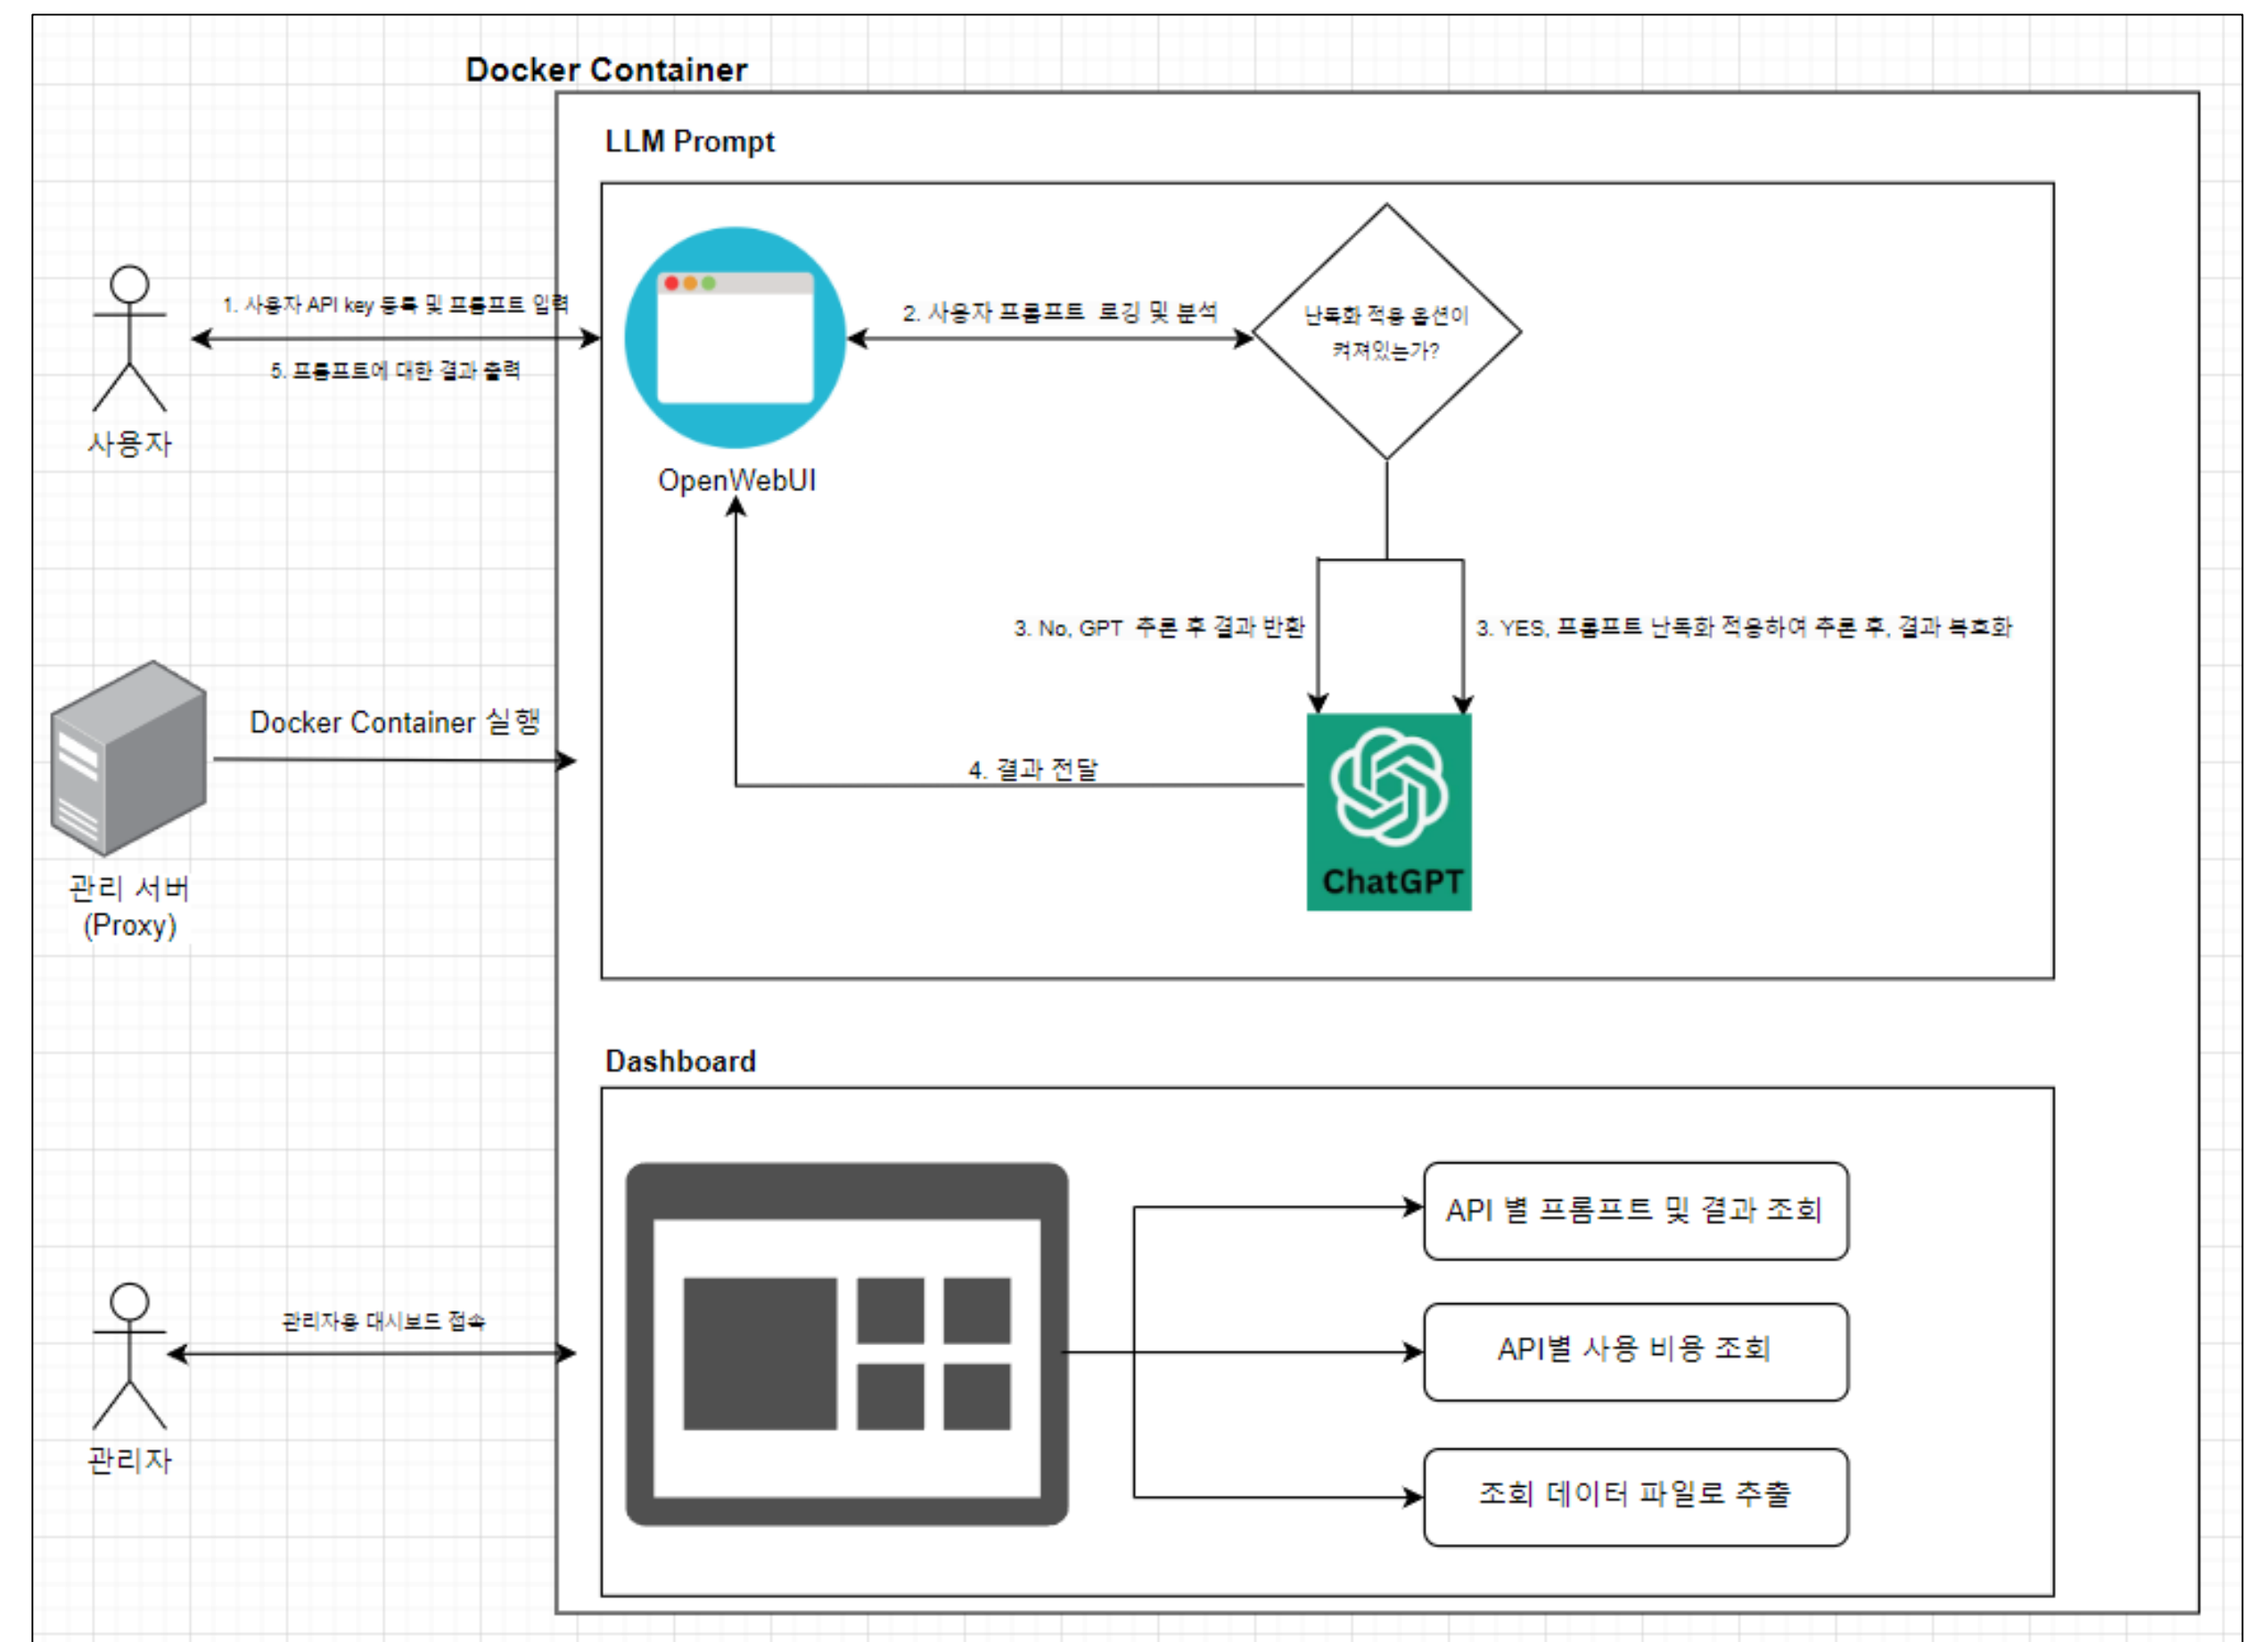 Docker Container
LLM Prompt
1. 사용자 API key 등록 및 프롬프트 입력
5. 프롬프트에 대한 결과 출력
사용자
OpenWebUI
2. 사용자 프롬프트 로깅 및 분석
난독화 적용 옵션이
켜져있는가?
3. No, GPT 추론 후 결과 반환
3. YES, 프롬프트 난독화 적용하여 추론 후, 결과 복호화
4. 결과 전달
ChatGPT
Docker Container 실행
관리 서버
(Proxy)
Dashboard
관리자용 대시보드 접속
관리자
API 별 프롬프트 및 결과 조회
API별 사용 비용 조회
조회 데이터 파일로 추출